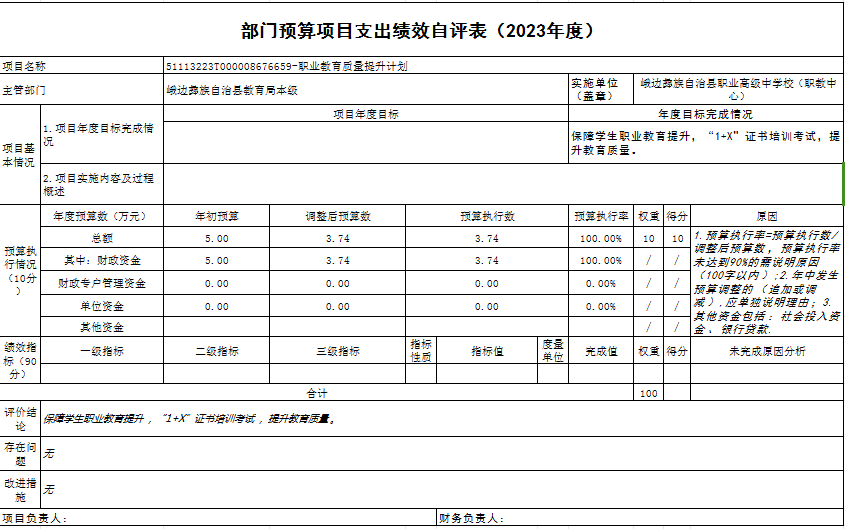 部门预算项目支出绩效自评表（2023年度）
项目名称 51113223T000008676659-职业教育质量提升计划
主管部门 峨边彝族自治县教育局本级 实施单位（盖章） 峨边彝族自治县职业高级中学校（职教中心）
项目基本情况
1.项目年度目标完成情况
项目年度目标 年度目标完成情况
保障学生职业教育提升，“1+X”证书培训考试，提升教育质量。
2.项目实施内容及过程概述
预算执行情况（10分）
年度预算数（万元） 年初预算 调整后预算数 预算执行数 预算执行率 权重 得分 原因
总额 5.00 3.74 3.74 100.00% 10 10
其中：财政资金 5.00 3.74 3.74 100.00% / /
财政专户管理资金 0.00 0.00 0.00 0.00% / /
单位资金 0.00 0.00 0.00 0.00% / /
其他资金 / /
1.预算执行率=预算执行数/
调整后预算数，预算执行率
未达到90%的需说明原因
（100字以内）;2.年中发生
预算调整的（追加或调
减），应单独说明理由；3.
其他资金包括：社会投入资
金、银行贷款.
绩效指标（90分）
一级指标 二级指标 三级指标 指标性质 指标值 度量单位 完成值 权重 得分 未完成原因分析
合计 100
评价结论 保障学生职业教育提升，“1+X”证书培训考试，提升教育质量。
存在问题 无
改进措施 无
项目负责人： 财务负责人：